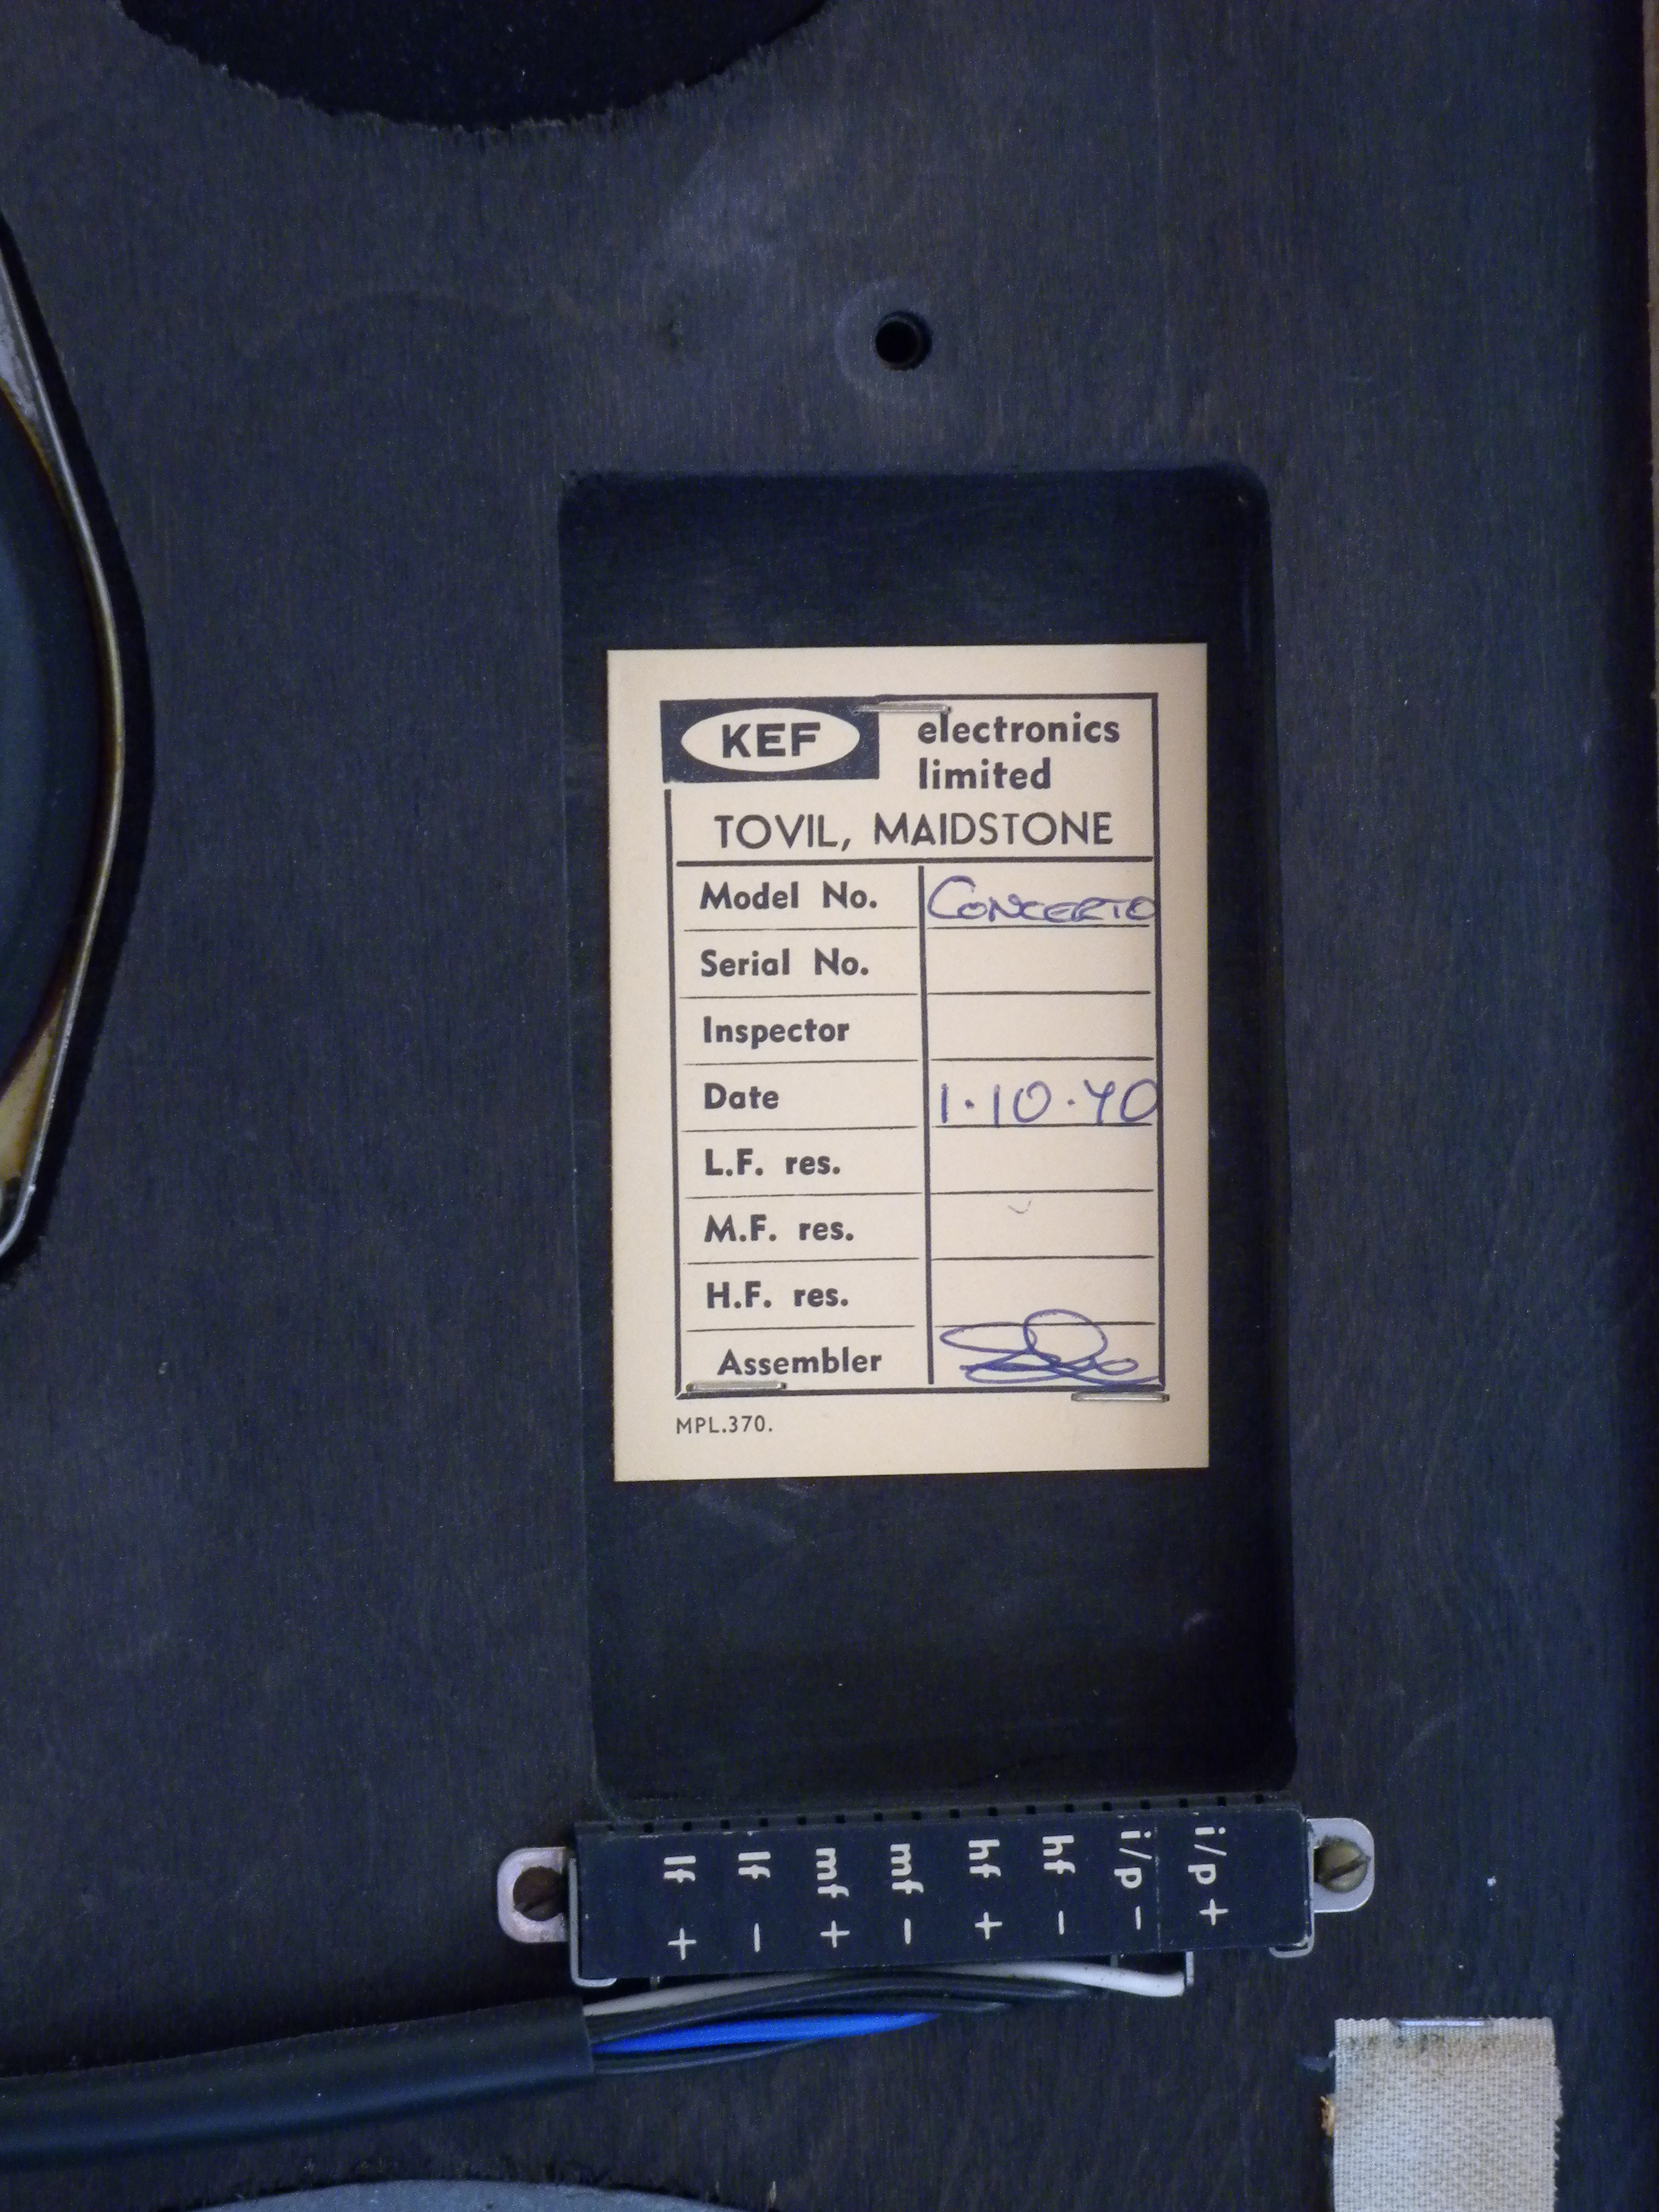 KEF electronics
limited
TOVIL, MAIDSTONE
Model No. CONCERTO
Serial No.
Inspector
Date 1.10.70
L.F. res.
M.F. res.
H.F. res.
Assembler
MPL.370.
lf +
lf -
mf +
mf -
hf +
hf -
i/p -
i/p +